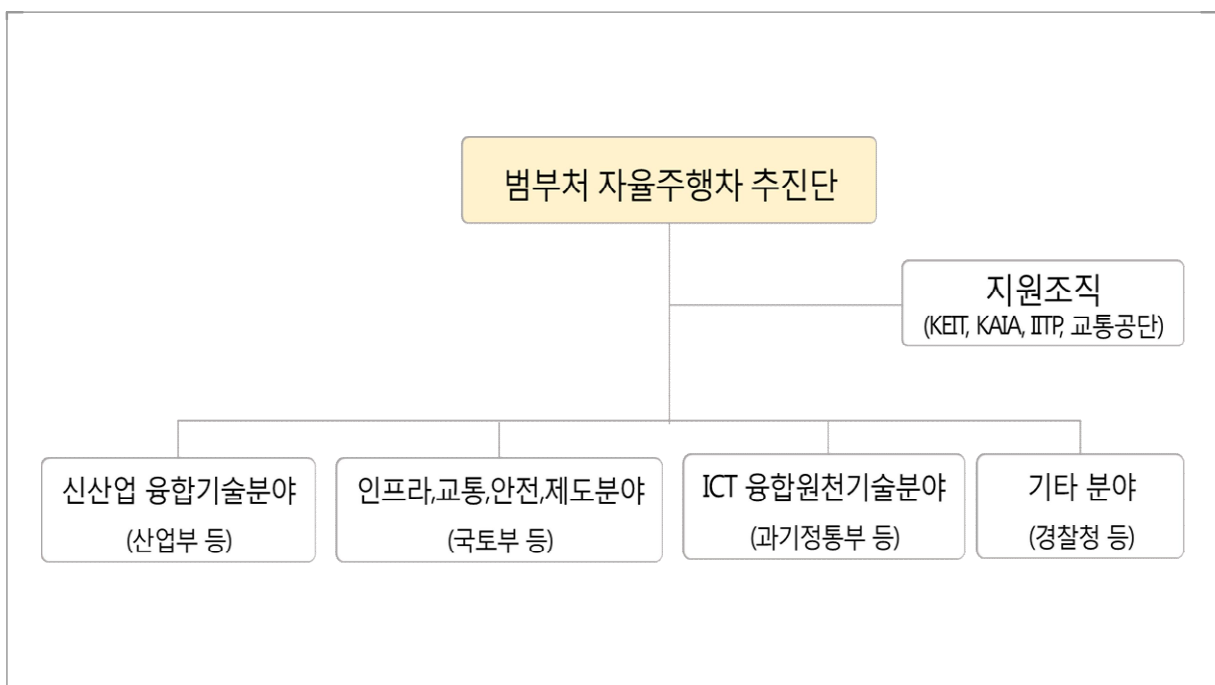 범부처 자율주행차 추진단
지원조직
(KEIT, KAIA, IITP, 교통공단)
신산업 융합기술분야
(산업부 등)
인프라,교통,안전,제도분야
(국토부 등)
ICT 융합원천기술분야
(과기정통부 등)
기타 분야
(경찰청 등)